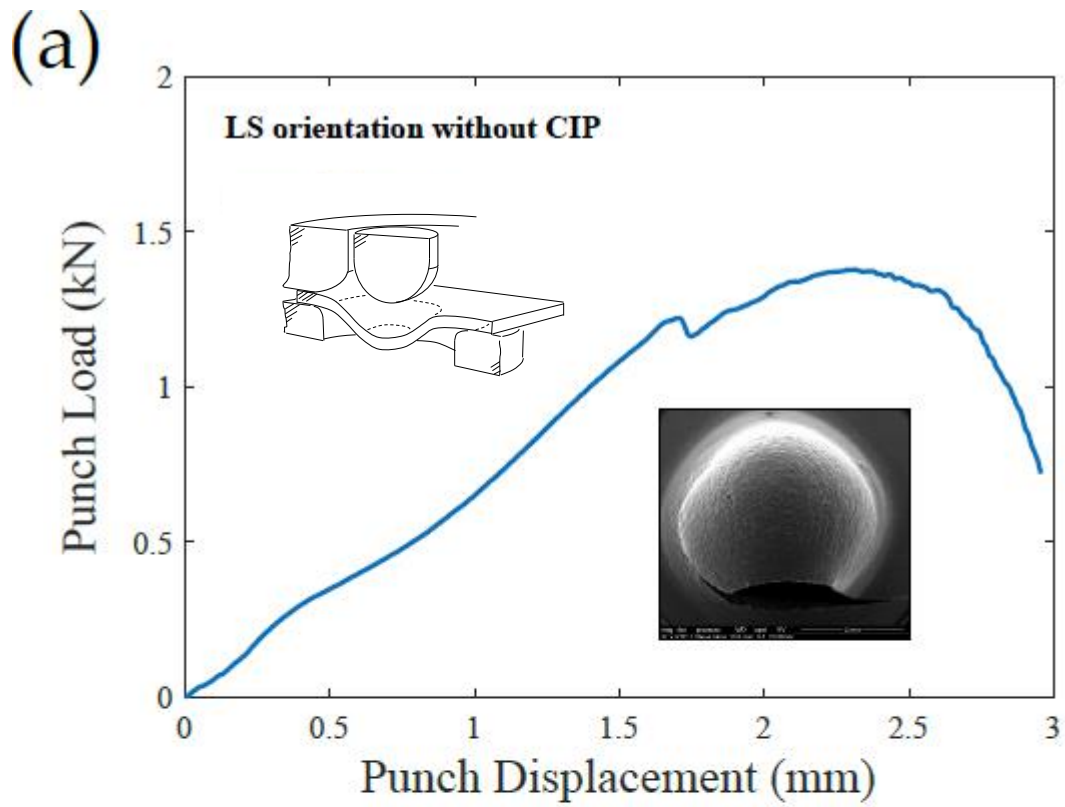 (a)
2
LS orientation without CIP
1.5
1
0.5
0
0 0.5 1 1.5 2 2.5 3
Punch Load (kN)
Punch Displacement (mm)